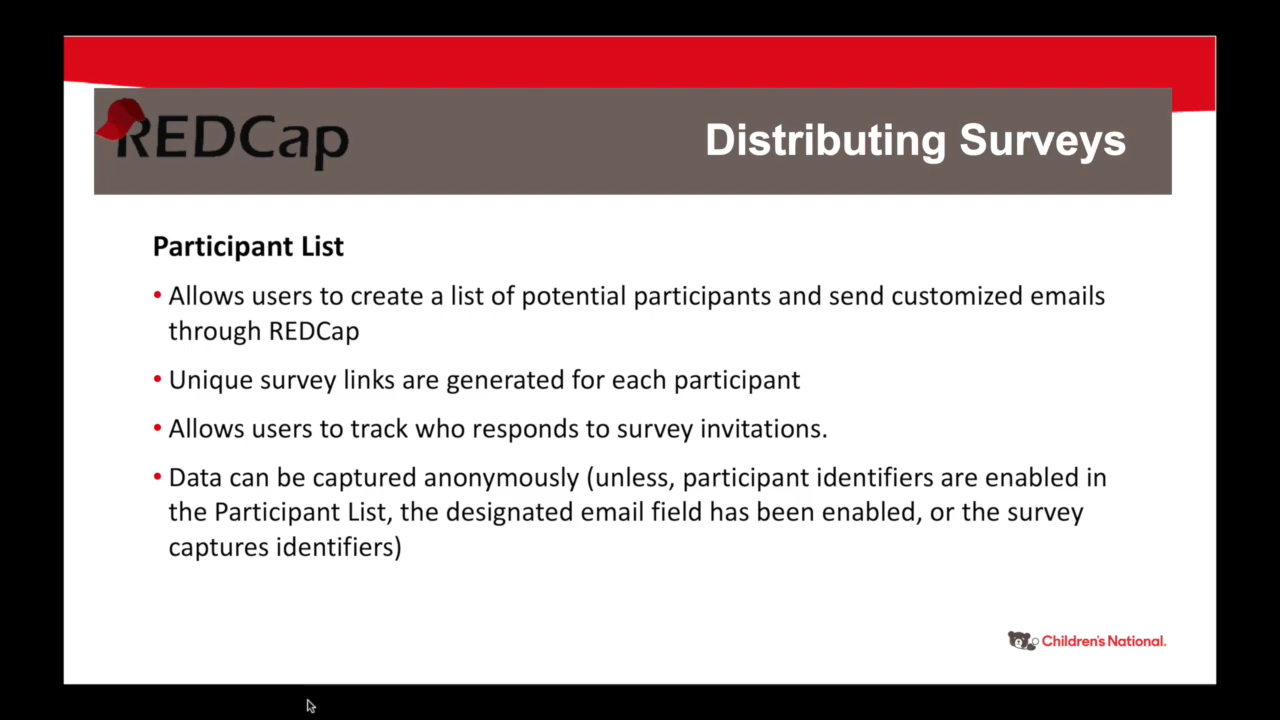 REDCap
Distributing Surveys
Participant List
• Allows users to create a list of potential participants and send customized emails
through REDCap
• Unique survey links are generated for each participant
• Allows users to track who responds to survey invitations.
• Data can be captured anonymously (unless, participant identifiers are enabled in
the Participant List, the designated email field has been enabled, or the survey
captures identifiers)
Children's National.